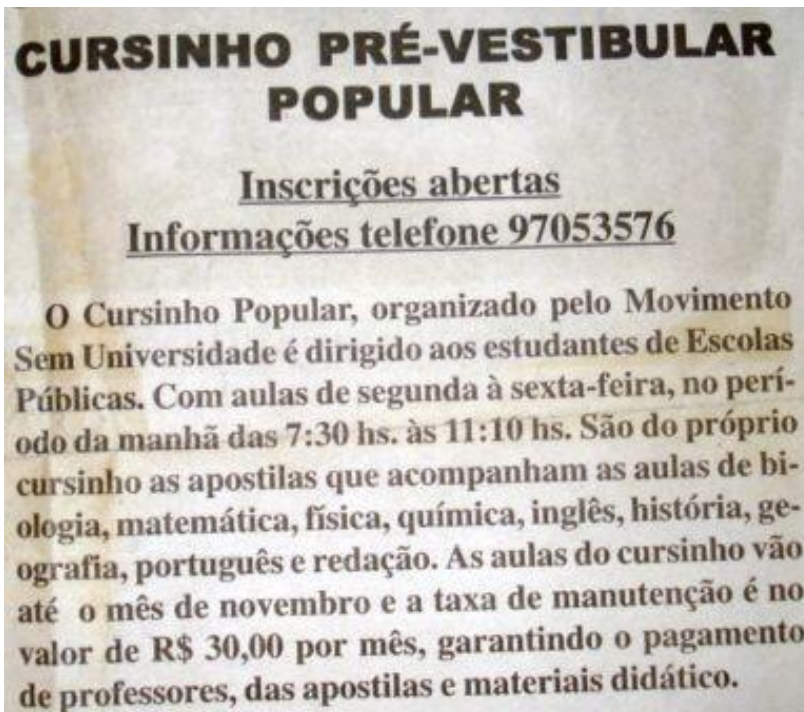 CURSINHO PRÉ-VESTIBULAR
POPULAR
Inscrições abertas
Informações telefone 97053576
O Cursinho Popular, organizado pelo Movimento
Sem Universidade é dirigido aos estudantes de Escolas
Públicas. Com aulas de segunda à sexta-feira, no perí-
odo da manhã das 7:30 hs. às 11:10 hs. São do próprio
cursinho as apostilas que acompanham as aulas de bi-
ologia, matemática, física, química, inglês, história, ge-
ografia, português e redação. As aulas do cursinho vão
até o mês de novembro e a taxa de manutenção é no
valor de R$ 30,00 por mês, garantindo o pagamento
de professores, das apostilas e materiais didático.